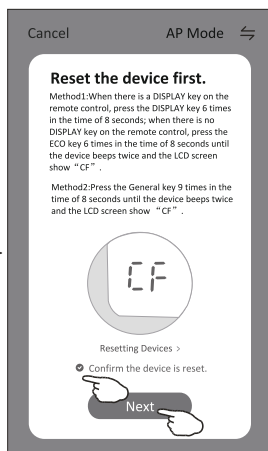 Cancel AP Mode
Reset the device first.
Method1:When there is a DISPLAY key on the
remote control, press the DISPLAY key 6 times
in the time of 8 seconds; when there is no
DISPLAY key on the remote control, press the
ECO key 6 times in the time of 8 seconds until
the device beeps twice and the LCD screen
show “CF”.
Method2:Press the General key 9 times in the
time of 8 seconds until the device beeps twice
and the LCD screen show “CF”.
CF
Resetting Devices >
Confirm the device is reset.
Next